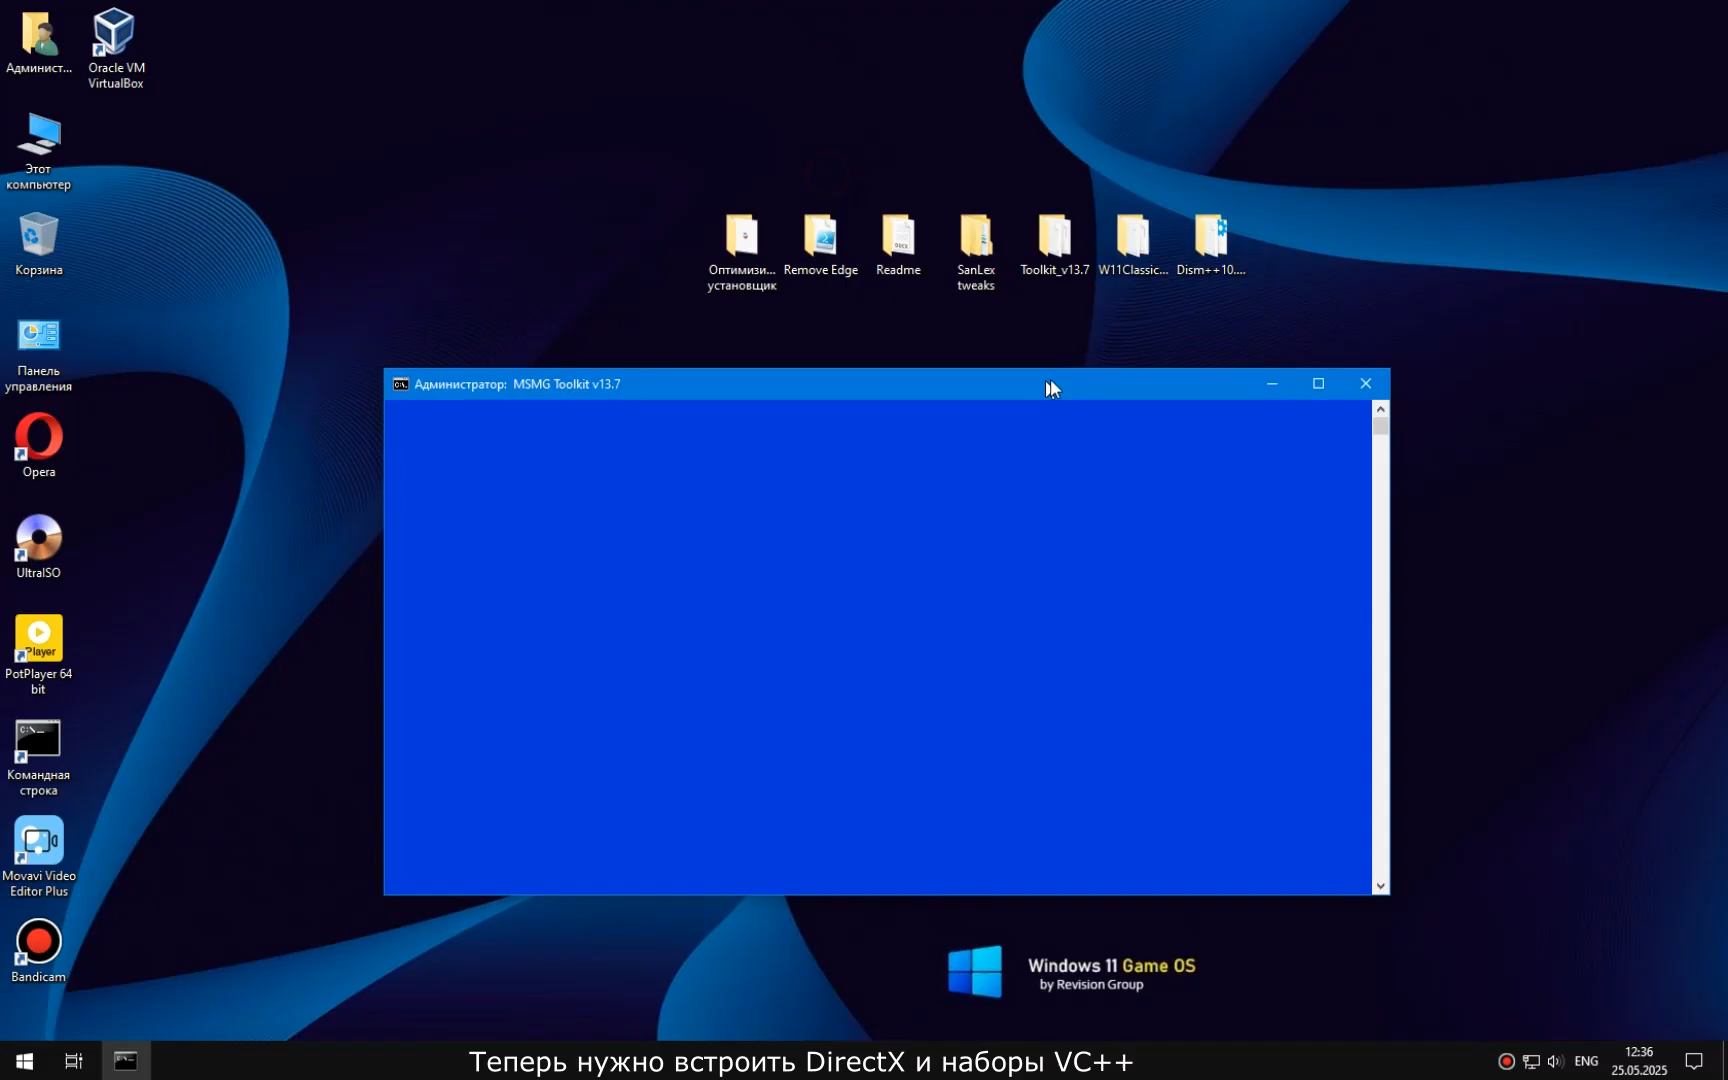 Админист...
Oracle VM
VirtualBox
Этот
компьютер
Корзина
Панель
управления
Opera
UltraISO
Player
PotPlayer 64
bit
C:\_
Командная
строка
Movavi Video
Editor Plus
Bandicam
Оптимизи...
установщик
Remove Edge
DOCX
Readme
SanLex
tweaks
Toolkit_v13.7
W11Classic...
Dism++10....
Администратор: MSMG Toolkit v13.7
Windows 11 Game OS
by Revision Group
Теперь нужно встроить DirectX и наборы VC++
ENG
12:36
25.05.2025